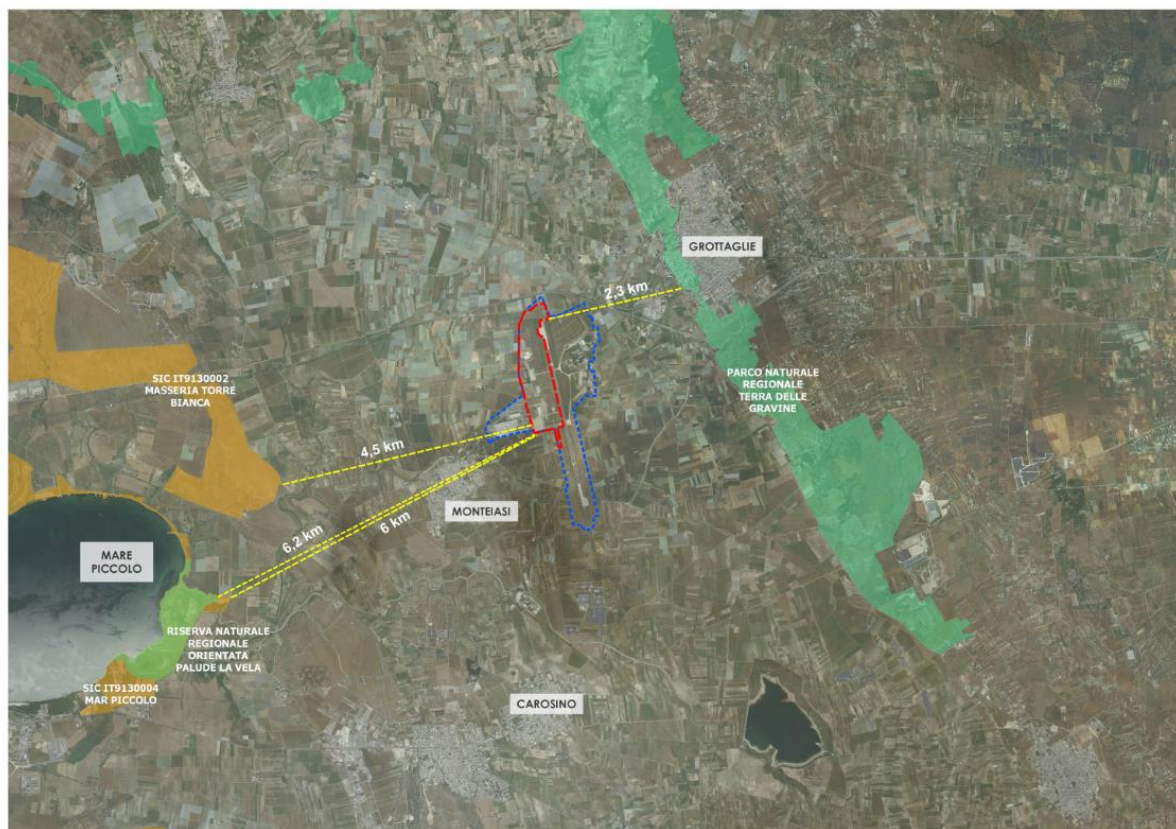 GROTTAGLIE
2,3 km
PARCO NATURALE
REGIONALE
TERRA DELLE
GRAVINE
SIC IT9130002
MASSERIA TORRE
BIANCA
4,5 km
MONTEIASI
6,2 km
6 km
MARE
PICCOLO
RISERVA NATURALE
REGIONALE
ORIENTATA
PALUDE LA VELA
SIC IT9130004
MAR PICCOLO
CAROSINO